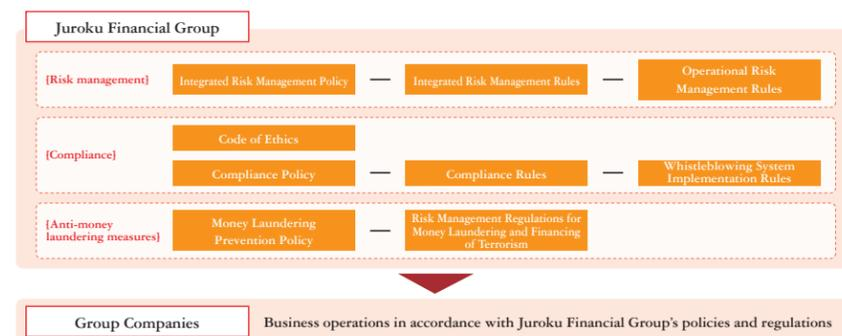 Juroku Financial Group
{Risk management}
Integrated Risk Management Policy
Integrated Risk Management Rules
Operational Risk
Management Rules
{Compliance}
Code of Ethics
Compliance Policy
Compliance Rules
Whistleblowing System
Implementation Rules
{Anti-money
laundering measures}
Money Laundering
Prevention Policy
Risk Management Regulations for
Money Laundering and Financing
of Terrorism
Group Companies
Business operations in accordance with Juroku Financial Group's policies and regulations